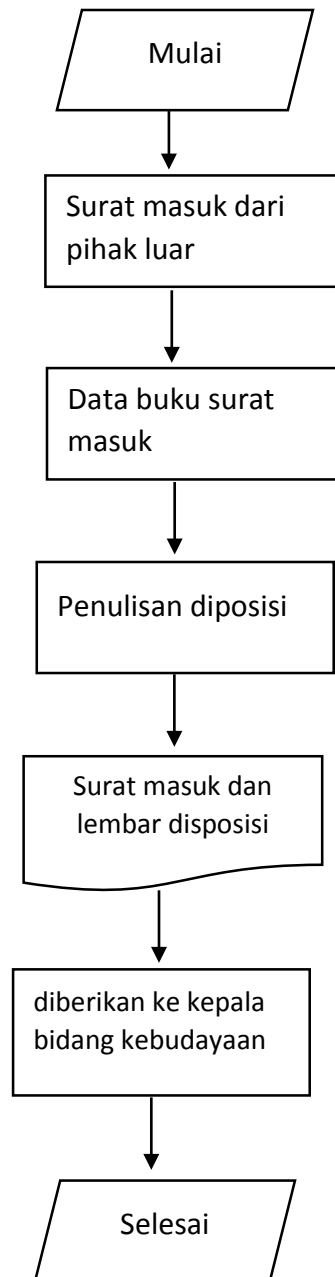 Mulai
Surat masuk dari
pihak luar
Data buku surat
masuk
Penulisan diposisi
Surat masuk dan
lembar disposisi
diberikan ke kepala
bidang kebudayaan
Selesai